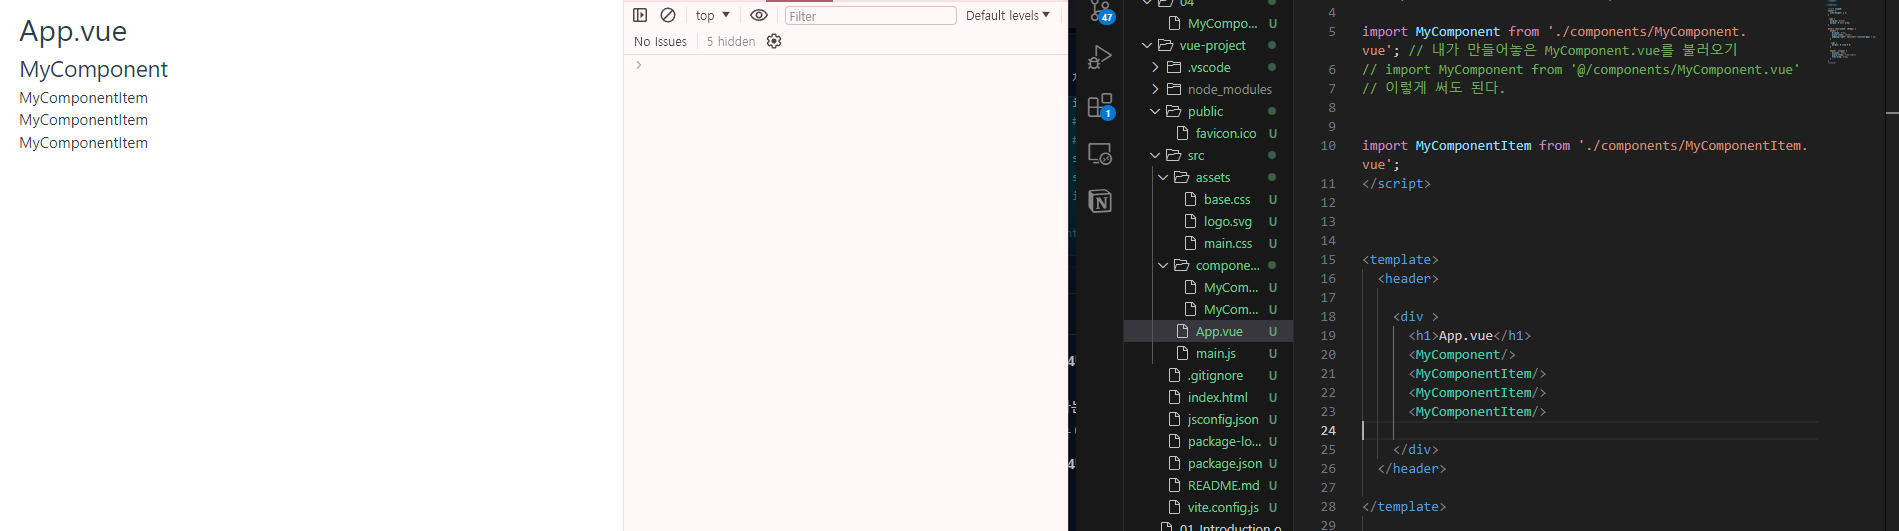 App.vue
MyComponent
MyComponentItem
MyComponentItem
MyComponentItem
top
Filter
Default levels
No Issues
5 hidden
47
1
04
MyCompo... U
vue-project
.vscode
node_modules
public
favicon.ico U
src
assets
base.css U
logo.svg U
main.css U
compone...
MyCom... U
MyCom... U
App.vue U
main.js U
.gitignore U
index.html U
jsconfig.json U
package-lo... U
package.json U
README.md U
vite.config.js U
4
5 import MyComponent from './components/MyComponent.
vue'; // 내가 만들어놓은 MyComponent.vue를 불러오기
6 // import MyComponent from '@/components/MyComponent.vue'
7 // 이렇게 써도 된다.
8
9
10 import MyComponentItem from './components/MyComponentItem.
vue';
11 </script>
12
13
14
15 <template>
16 <header>
17
18 <div >
19 <h1>App.vue</h1>
20 <MyComponent/>
21 <MyComponentItem/>
22 <MyComponentItem/>
23 <MyComponentItem/>
24
25 </div>
26 </header>
27
28 </template>
29